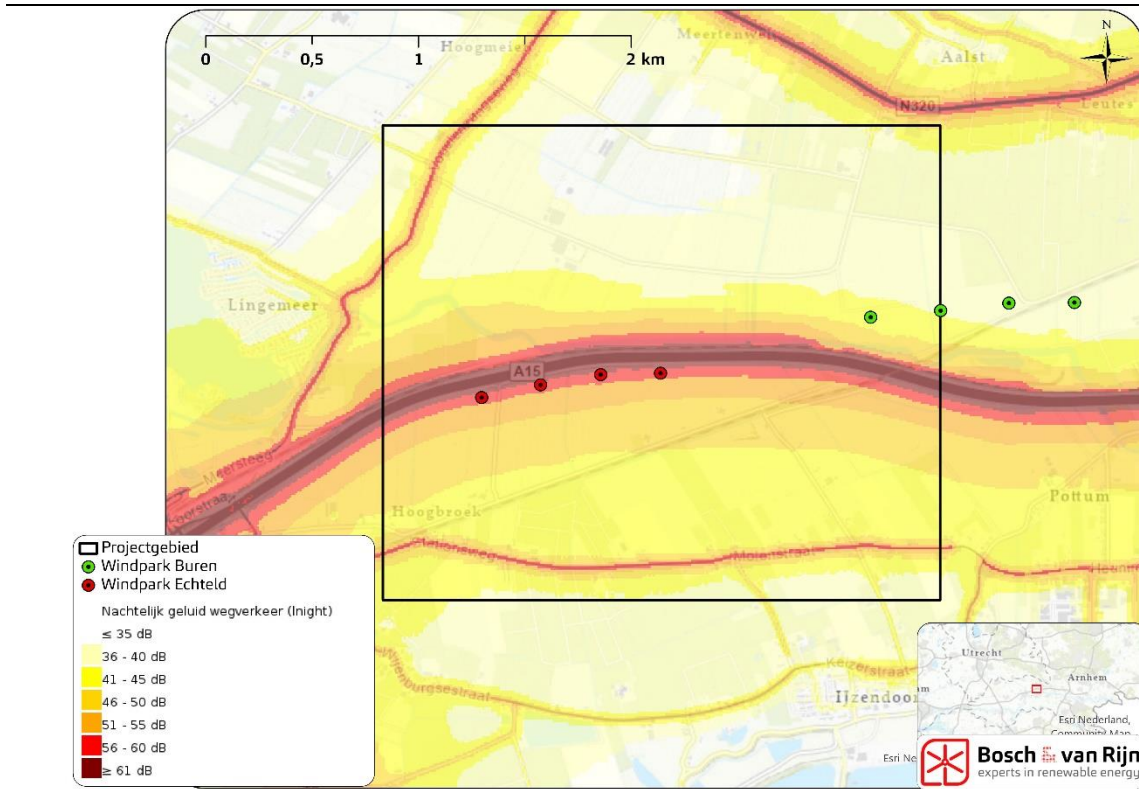 N
Hoogmeien
Meertenwei
Aalst
0 0,5 1 2 km
N320
Leutes
Lingemeer
A15
Meersteeg
Hoogbroek
Pottum
Molenstraat
Projectgebied
Windpark Buren
Windpark Echteld
Nachtelijk geluid wegverkeer (lnight)
≤ 35 dB
36 - 40 dB
41 - 45 dB
46 - 50 dB
51 - 55 dB
56 - 60 dB
≥ 61 dB
Keizerstraat
IJzendoorn
Utrecht
Arnhem
Esri Nederland,
Community Map
Esri Ne
Bosch & van Rijn
experts in renewable energy